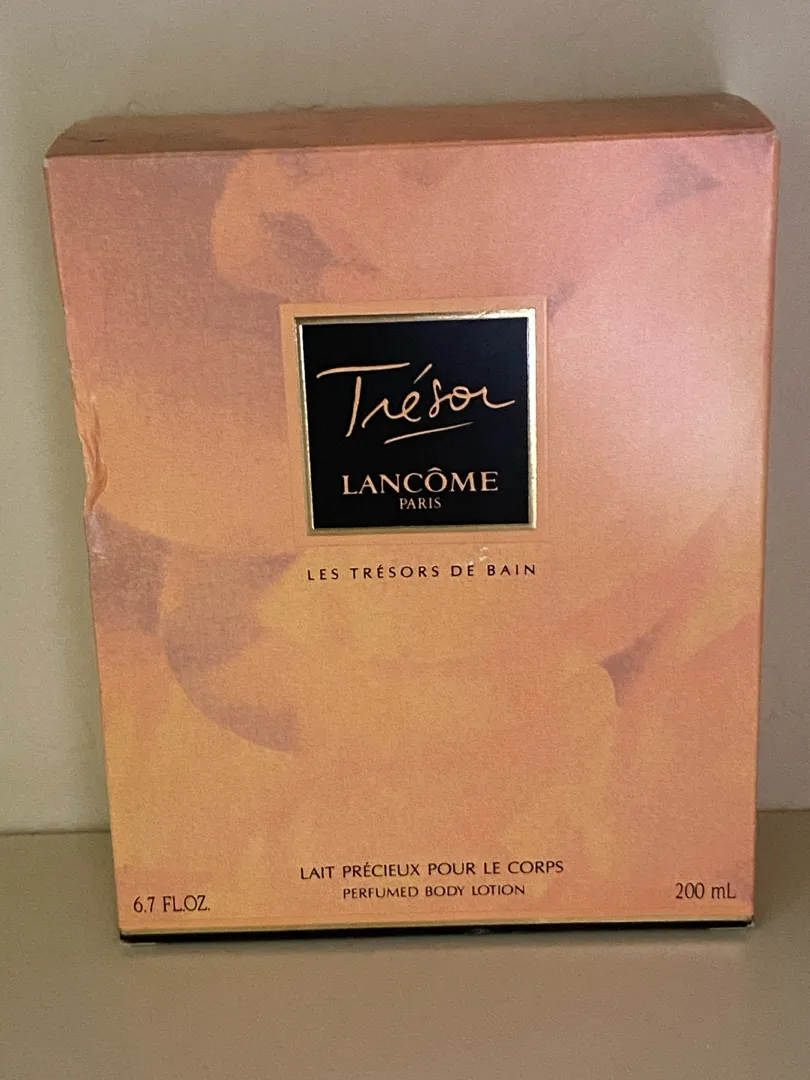 Trésor
LANCÔME
PARIS
LES TRÉSORS DE BAIN
LAIT PRÉCIEUX POUR LE CORPS
PERFUMED BODY LOTION
6.7 FL.OZ.
200 mL